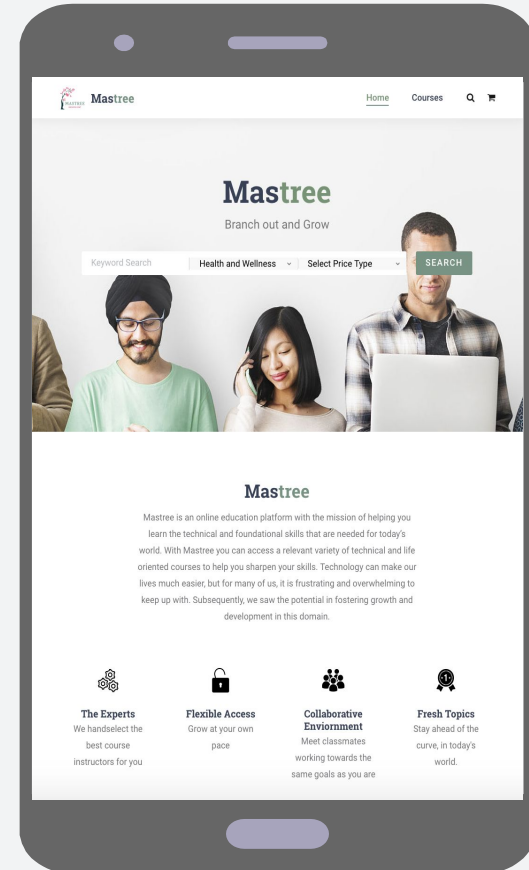 MASTREE
Mastree
Home
Courses
Mastree
Branch out and Grow
Keyword Search
Health and Wellness
Select Price Type
SEARCH
Mastree
Mastree is an online education platform with the mission of helping you
learn the technical and foundational skills that are needed for today's
world. With Mastree you can access a relevant variety of technical and life
oriented courses to help you sharpen your skills. Technology can make our
lives much easier, but for many of us, it is frustrating and overwhelming to
keep up with. Subsequently, we saw the potential in fostering growth and
development in this domain.
The Experts
We handselect the
best course
instructors for you
Flexible Access
Grow at your own
pace
Collaborative
Enviornment
Meet classmates
working towards the
same goals as you are
1
Fresh Topics
Stay ahead of the
curve, in today's
world.